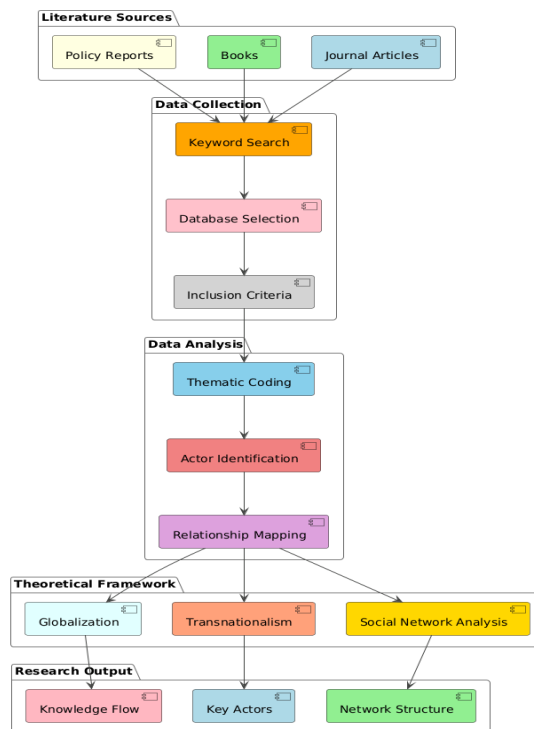 Literature Sources
Policy Reports
Books
Journal Articles
Data Collection
Keyword Search
Database Selection
Inclusion Criteria
Data Analysis
Thematic Coding
Actor Identification
Relationship Mapping
Theoretical Framework
Globalization
Transnationalism
Social Network Analysis
Research Output
Knowledge Flow
Key Actors
Network Structure